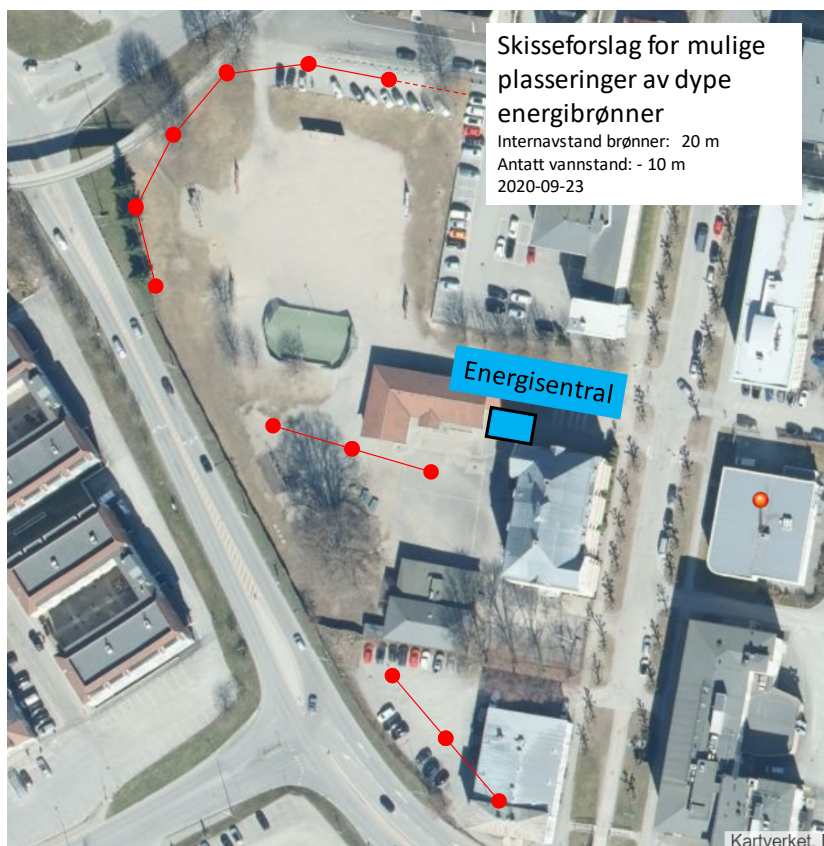 Skisseforslag for mulige
plasseringer av dype
energibrønner
Internavstand brønner: 20 m
Antatt vannstand: - 10 m
2020-09-23
Energisentral
Kartverket,